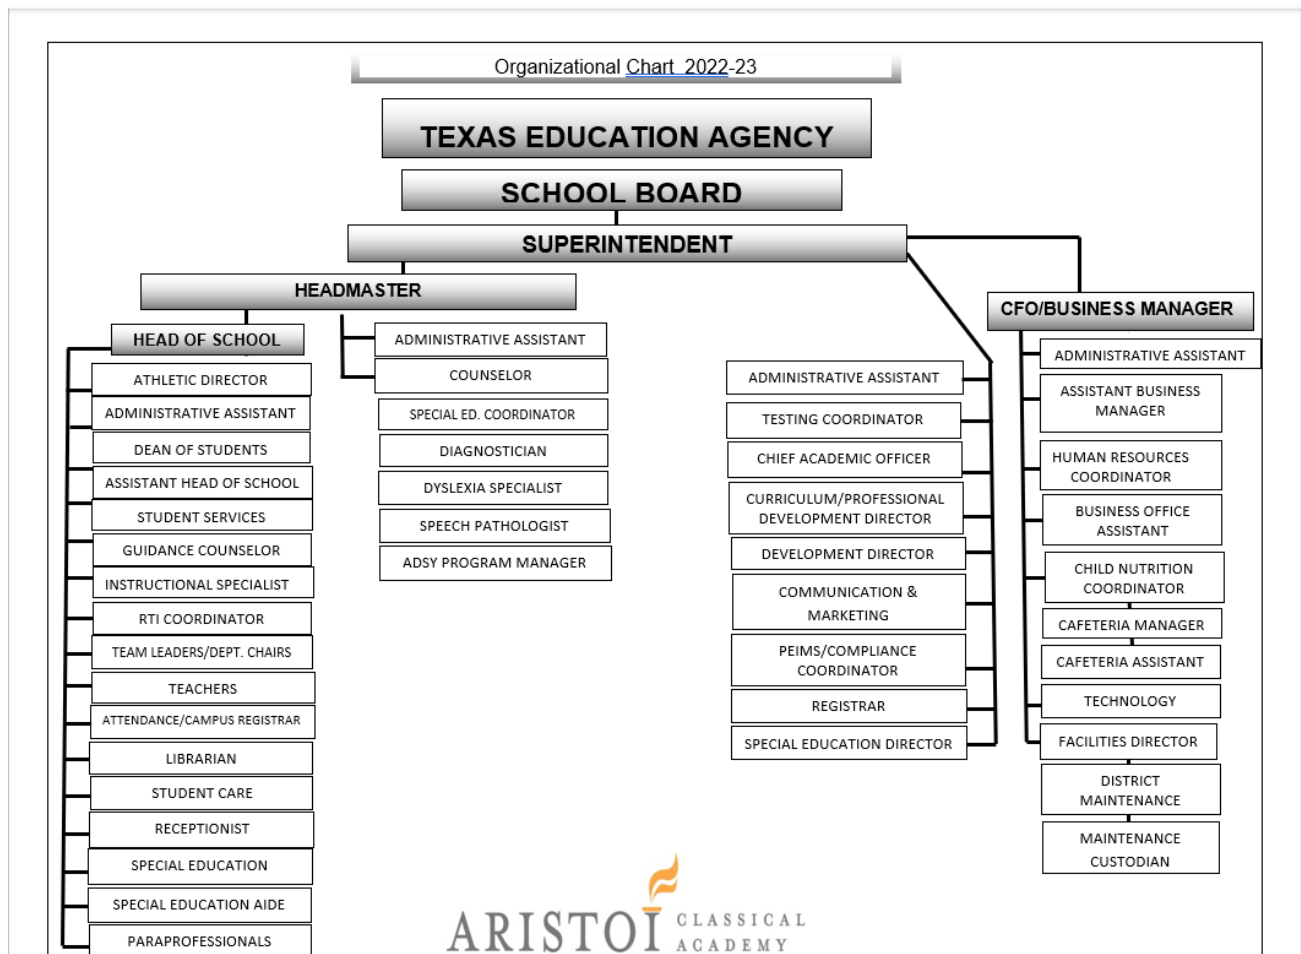 Organizational Chart 2022-23
TEXAS EDUCATION AGENCY
SCHOOL BOARD
SUPERINTENDENT
HEADMASTER
HEAD OF SCHOOL
ATHLETIC DIRECTOR
ADMINISTRATIVE ASSISTANT
DEAN OF STUDENTS
ASSISTANT HEAD OF SCHOOL
STUDENT SERVICES
GUIDANCE COUNSELOR
INSTRUCTIONAL SPECIALIST
RTI COORDINATOR
TEAM LEADERS/DEPT. CHAIRS
TEACHERS
ATTENDANCE/CAMPUS REGISTRAR
LIBRARIAN
STUDENT CARE
RECEPTIONIST
SPECIAL EDUCATION
SPECIAL EDUCATION AIDE
PARAPROFESSIONALS
ADMINISTRATIVE ASSISTANT
COUNSELOR
SPECIAL ED. COORDINATOR
DIAGNOSTICIAN
DYSLEXIA SPECIALIST
SPEECH PATHOLOGIST
ADSY PROGRAM MANAGER
ADMINISTRATIVE ASSISTANT
TESTING COORDINATOR
CHIEF ACADEMIC OFFICER
CURRICULUM/PROFESSIONAL
DEVELOPMENT DIRECTOR
DEVELOPMENT DIRECTOR
COMMUNICATION &
MARKETING
PEIMS/COMPLIANCE
COORDINATOR
REGISTRAR
SPECIAL EDUCATION DIRECTOR
CFO/BUSINESS MANAGER
ADMINISTRATIVE ASSISTANT
ASSISTANT BUSINESS
MANAGER
HUMAN RESOURCES
COORDINATOR
BUSINESS OFFICE
ASSISTANT
CHILD NUTRITION
COORDINATOR
CAFETERIA MANAGER
CAFETERIA ASSISTANT
TECHNOLOGY
FACILITIES DIRECTOR
DISTRICT
MAINTENANCE
MAINTENANCE
CUSTODIAN
ARISTOI
CLASSICAL
ACADEMY